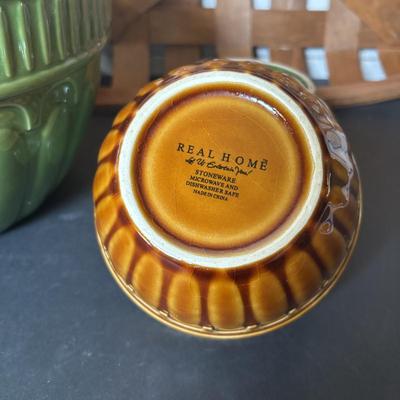 REAL HOME
Let Us Entertain You!
STONEWARE
MICROWAVE AND
DISHWASHER SAFE
MADE IN CHINA